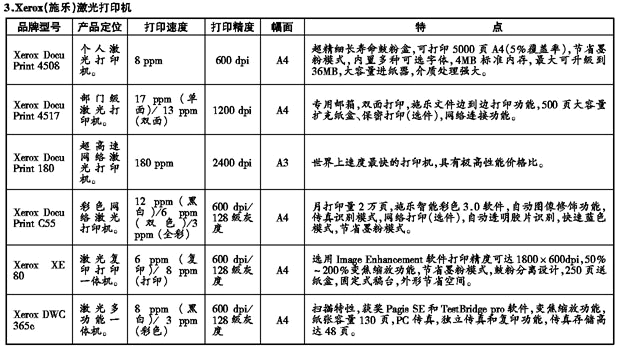 3.Xerox(施乐)激光打印机
品牌型号 产品定位 打印速度 打印精度 幅面 特 点
Xerox Docu Print 4508
个人激光打印机。
8 ppm
600 dpi
A4
超精细长寿命鼓粉盒,可打印 5000 页 A4(5%覆盖率),节省墨
粉模式,内置多种可选字体,4MB 标准内存,最大可升级到
36MB,大容量进纸器,介质处理强大。
Xerox Docu Print 4517
部门级激光打印机。
17 ppm (单面)/ 13 ppm (双面)
1200 dpi
A4
专用邮箱,双面打印,施乐文件边到边打印功能,500 页大容量
扩充纸盒、保密打印(选件),网络连接功能。
Xerox Docu Print 180
超高速网络激光打印机。
180 ppm
2400 dpi
A3
世界上速度最快的打印机,具有极高性能价格比。
Xerox Docu Print C55
彩色网络激光打印机。
12 ppm (黑白)/6 ppm (双色)/3 ppm (全彩)
600 dpi/ 128 级灰度
A4
月打印量 2 万页,施乐智能彩色 3.0 软件,自动图像修饰功能,
传真识别模式,网络打印(选件),自动透明胶片识别,快速蓝色
模式,节省墨粉模式。
Xerox XE 80
激光复印打印一体机。
6 ppm (复印)/ 8 ppm (打印)
600 dpi/ 128 级灰度
A4
选用 Image Enhancement 软件打印精度可达 1800×600dpi,50%
~200%变焦缩放功能,节省墨粉模式,鼓粉分离设计,250 页送
纸盒,固定式稿台,外形节省空间。
Xerox DWC 365c
激光多功能一体机。
8 ppm (黑白)/ 3 ppm (彩色)
600 dpi/ 128 级灰度
A4
扫描特性,获奖 Pagis SE 和 TextBridge pro 软件,变焦缩放功能,
纸张容量 130 页,PC 传真,独立传真和复印功能,传真存储高
达 48 页。